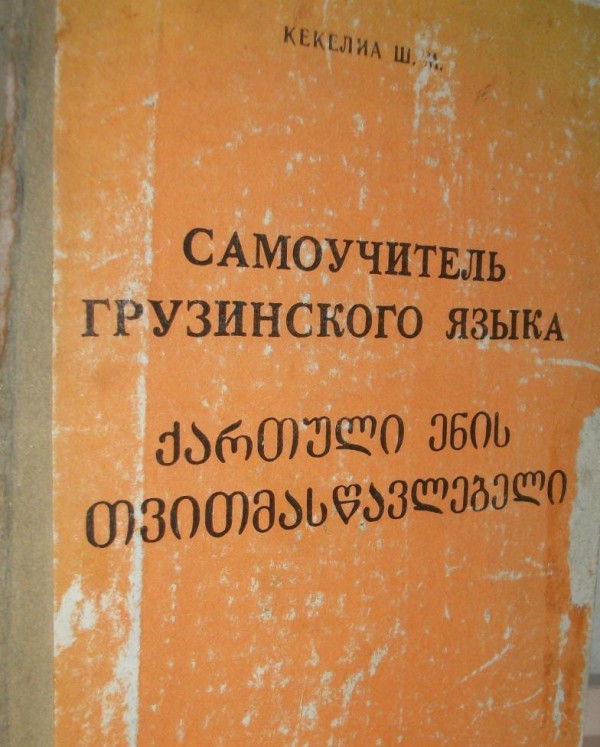 КЕКЕЛИА Ш. М.
САМОУЧИТЕЛЬ
ГРУЗИНСКОГО ЯЗЫКА
ქართული ენის
თვითმასწავლებელი